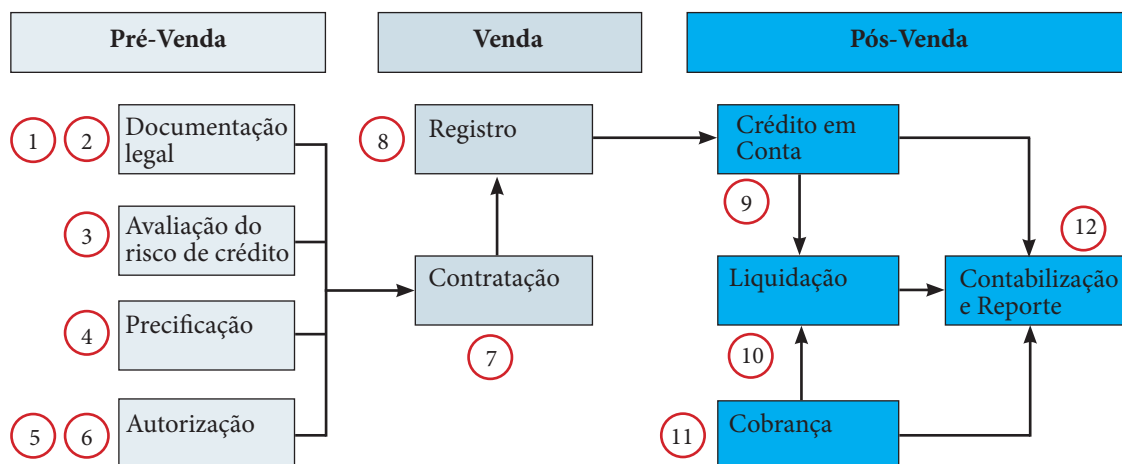 Pré-Venda
Venda
Pós-Venda
1
2
Documentação
legal
3
Avaliação do
risco de crédito
4
Precificação
5
6
Autorização
8
Registro
Contratação
7
Crédito em
Conta
9
12
Liquidação
Contabilização
e Reporte
10
11
Cobrança